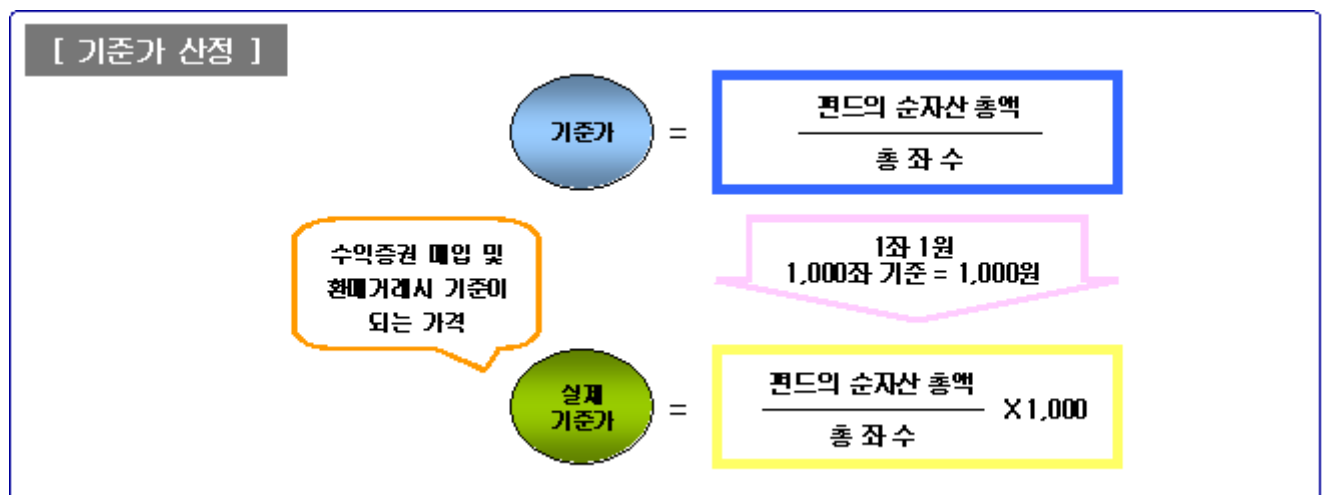 [ 기준가 산정 ]
기준가
=
펀드의 순자산 총액
총 좌 수
1좌 1원
1,000좌 기준 = 1,000원
수익증권 매입 및
환매거래시 기준이
되는 가격
실제
기준가
=
펀드의 순자산 총액
총 좌 수
X 1,000